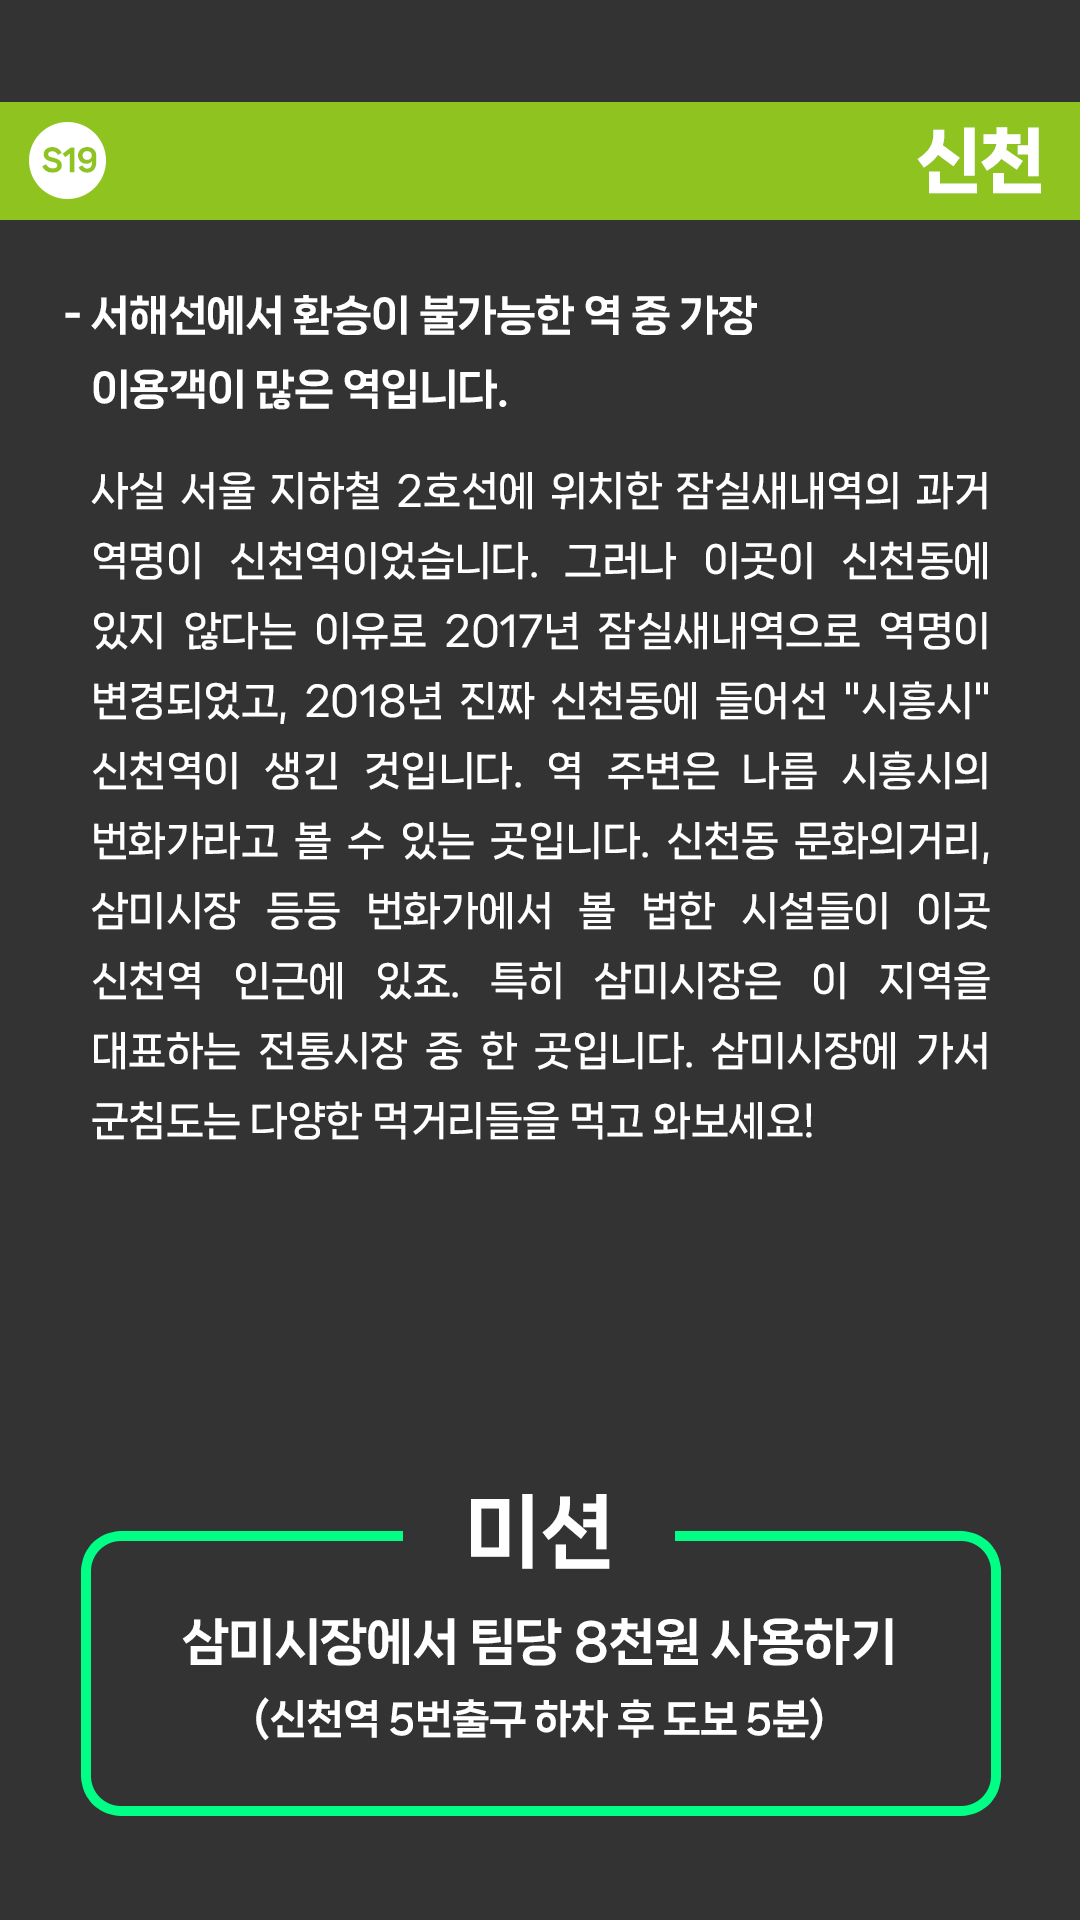 S19
신천
- 서해선에서 환승이 불가능한 역 중 가장
이용객이 많은 역입니다.
사실 서울 지하철 2호선에 위치한 잠실새내역의 과거
역명이 신천역이었습니다. 그러나 이곳이 신천동에
있지 않다는 이유로 2017년 잠실새내역으로 역명이
변경되었고, 2018년 진짜 신천동에 들어선 "시흥시"
신천역이 생긴 것입니다. 역 주변은 나름 시흥시의
번화가라고 볼 수 있는 곳입니다. 신천동 문화의거리,
삼미시장 등등 번화가에서 볼 법한 시설들이 이곳
신천역 인근에 있죠. 특히 삼미시장은 이 지역을
대표하는 전통시장 중 한 곳입니다. 삼미시장에 가서
군침도는 다양한 먹거리들을 먹고 와보세요!
미션
삼미시장에서 팀당 8천원 사용하기
(신천역 5번출구 하차 후 도보 5분)